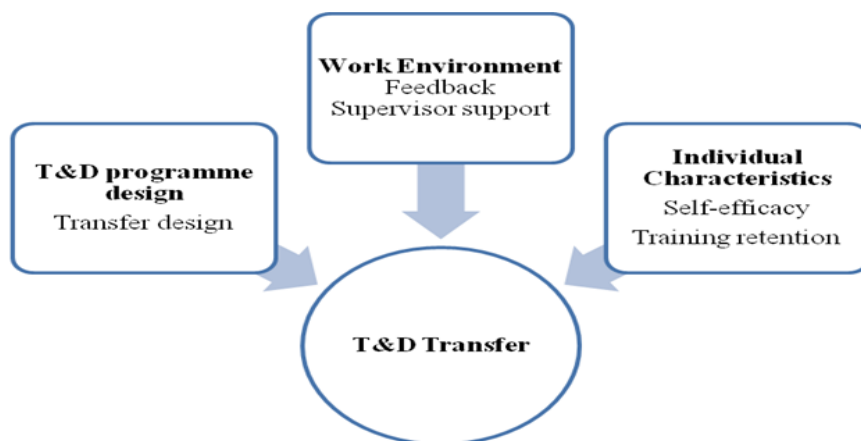 Work Environment
Feedback
Supervisor support
T&D programme
design
Transfer design
Individual
Characteristics
Self-efficacy
Training retention
T&D Transfer